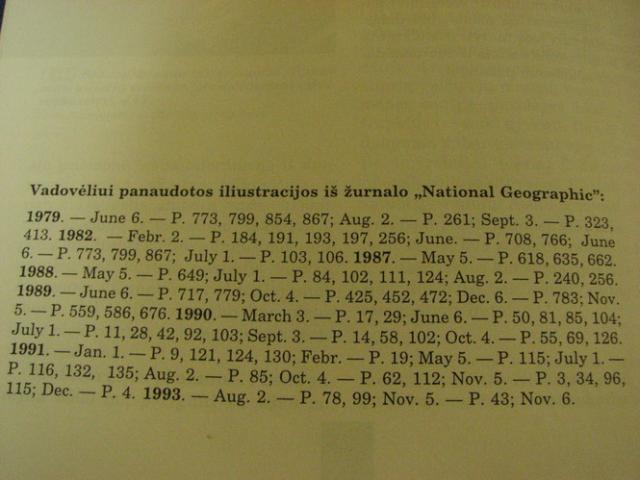 Vadovėliui panaudotos iliustracijos iš žurnalo „National Geographic”:
1979. — June 6. — P. 773, 799, 854, 867; Aug. 2. — P. 261; Sept. 3. — P. 323,
413. 1982. — Febr. 2. — P. 184, 191, 193, 197, 256; June. — P. 708, 766; June
6. — P. 773, 799, 867; July 1. — P. 103, 106. 1987. — May 5. — P. 618, 635, 662.
1988. — May 5. — P. 649; July 1. — P. 84, 102, 111, 124; Aug. 2. — P. 240, 256.
1989. — June 6. — P. 717, 779; Oct. 4. — P. 425, 452, 472; Dec. 6. — P. 783; Nov.
5. — P. 559, 586, 676. 1990. — March 3. — P. 17, 29; June 6. — P. 50, 81, 85, 104;
July 1. — P. 11, 28, 42, 92, 103; Sept. 3. — P. 14, 58, 102; Oct. 4. — P. 55, 69, 126.
1991. — Jan. 1. — P. 9, 121, 124, 130; Febr. — P. 19; May 5. — P. 115; July 1. —
P. 116, 132, 135; Aug. 2. — P. 85; Oct. 4. — P. 62, 112; Nov. 5. — P. 3, 34, 96,
115; Dec. — P. 4. 1993. — Aug. 2. — P. 78, 99; Nov. 5. — P. 43; Nov. 6.